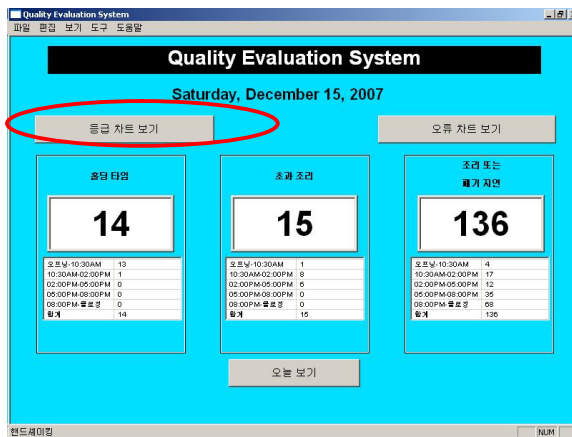 Quality Evaluation System
파일 편집 보기 도구 도움말
Quality Evaluation System
Saturday, December 15, 2007
등급 차트 보기
오류 차트 보기
홀딩 타임
14
오프닝-10:30AM 13
10:30AM-02:00PM 1
02:00PM-05:00PM 0
05:00PM-08:00PM 0
08:00PM-클로징 0
합계 14
초과 조리
15
오프닝-10:30AM 1
10:30AM-02:00PM 8
02:00PM-05:00PM 6
05:00PM-08:00PM 0
08:00PM-클로징 0
합계 15
조리 또는
폐기 지연
136
오프닝-10:30AM 4
10:30AM-02:00PM 17
02:00PM-05:00PM 12
05:00PM-08:00PM 35
08:00PM-클로징 68
합계 136
오늘 보기
핸드셰이킹 NUM